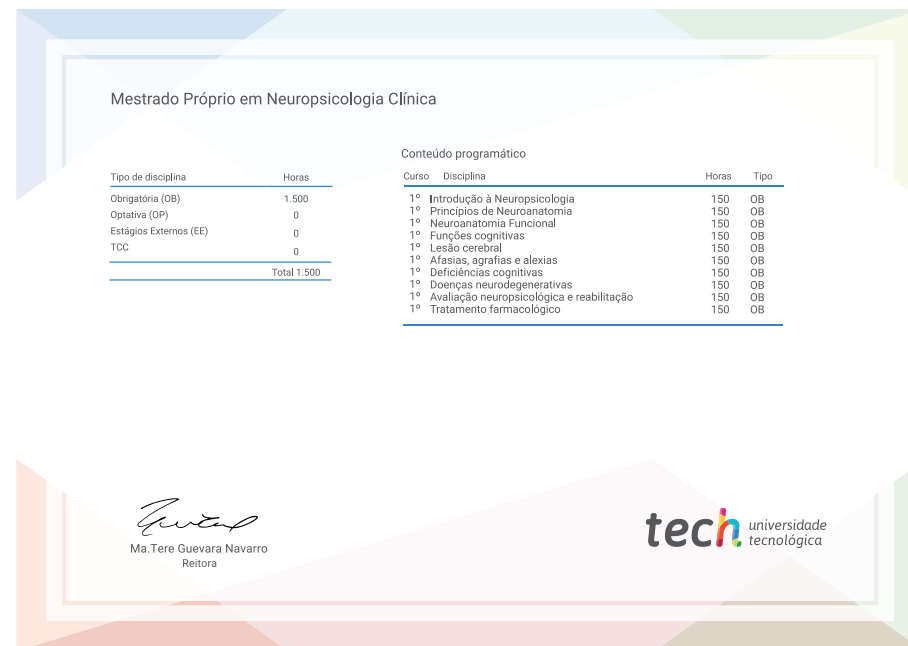 Mestrado Próprio em Neuropsicologia Clínica
Tipo de disciplina Horas
Obrigatória (OB) 1.500
Optativa (OP) 0
Estágios Externos (EE) 0
TCC 0
Total 1.500
Conteúdo programático
Curso Disciplina Horas Tipo
1º Introdução à Neuropsicologia 150 OB
1º Princípios de Neuroanatomia 150 OB
1º Neuroanatomia Funcional 150 OB
1º Funções cognitivas 150 OB
1º Lesão cerebral 150 OB
1º Afasias, agrafias e alexias 150 OB
1º Deficiências cognitivas 150 OB
1º Doenças neurodegenerativas 150 OB
1º Avaliação neuropsicológica e reabilitação 150 OB
1º Tratamento farmacológico 150 OB
Ma.Tere Guevara Navarro
Reitora
tech universidade
tecnológica